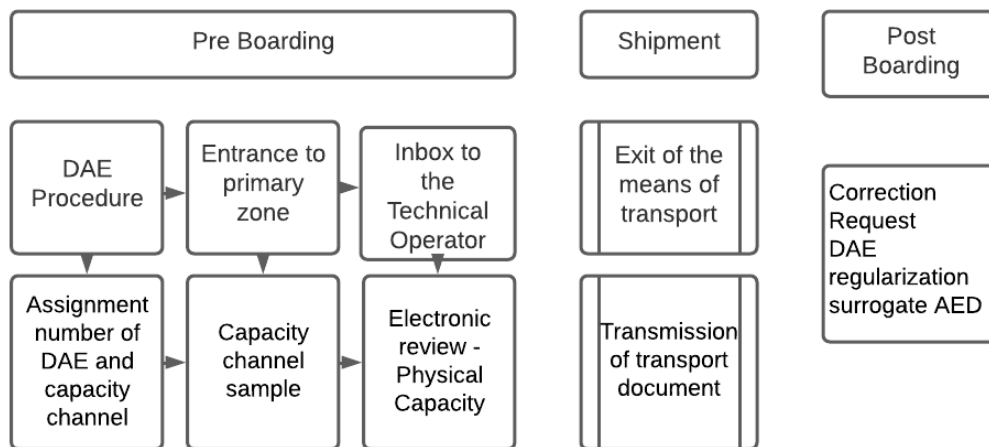 Pre Boarding
Shipment
Post
Boarding
DAE
Procedure
Entrance to
primary
zone
Inbox to
the
Technical
Operator
Exit of the
means of
transport
Assignment
number of
DAE and
capacity
channel
Capacity
channel
sample
Electronic
review -
Physical
Capacity
Transmission
of transport
document
Correction
Request
DAE
regularization
surrogate AED